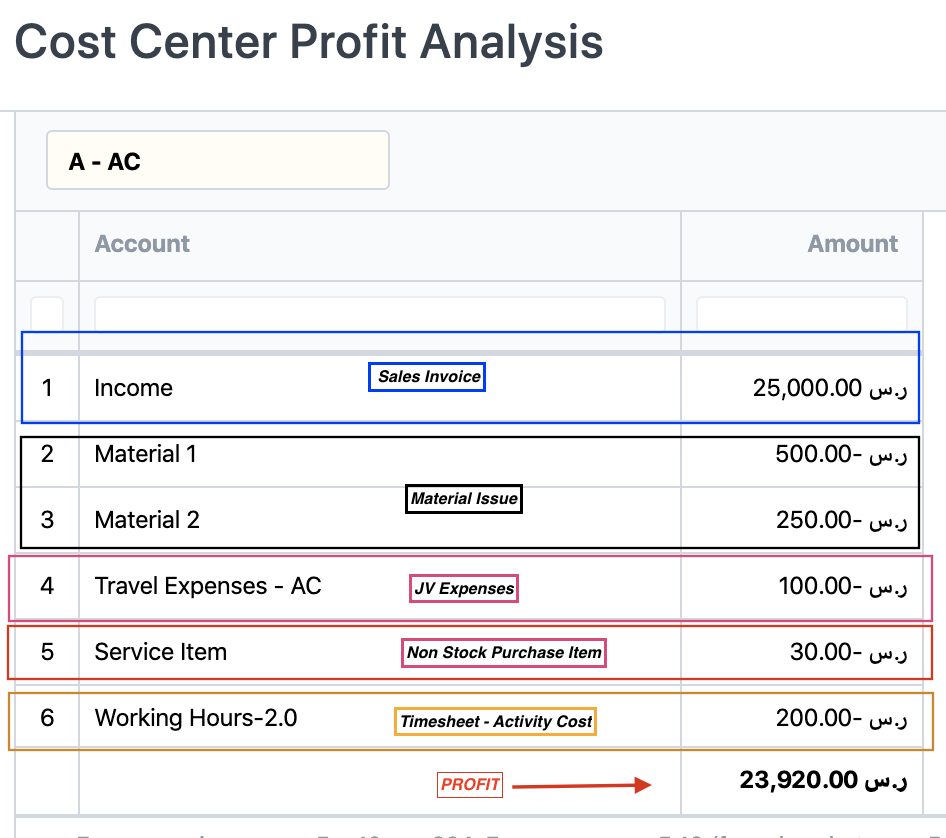 Cost Center Profit Analysis
A - AC
Account Amount
1 Income Sales Invoice 25,000.00 ر.س
2 Material 1 500.00- ر.س
Material Issue
3 Material 2 250.00- ر.س
4 Travel Expenses - AC JV Expenses 100.00- ر.س
5 Service Item Non Stock Purchase Item 30.00- ر.س
6 Working Hours-2.0 Timesheet - Activity Cost 200.00- ر.س
PROFIT 23,920.00 ر.س